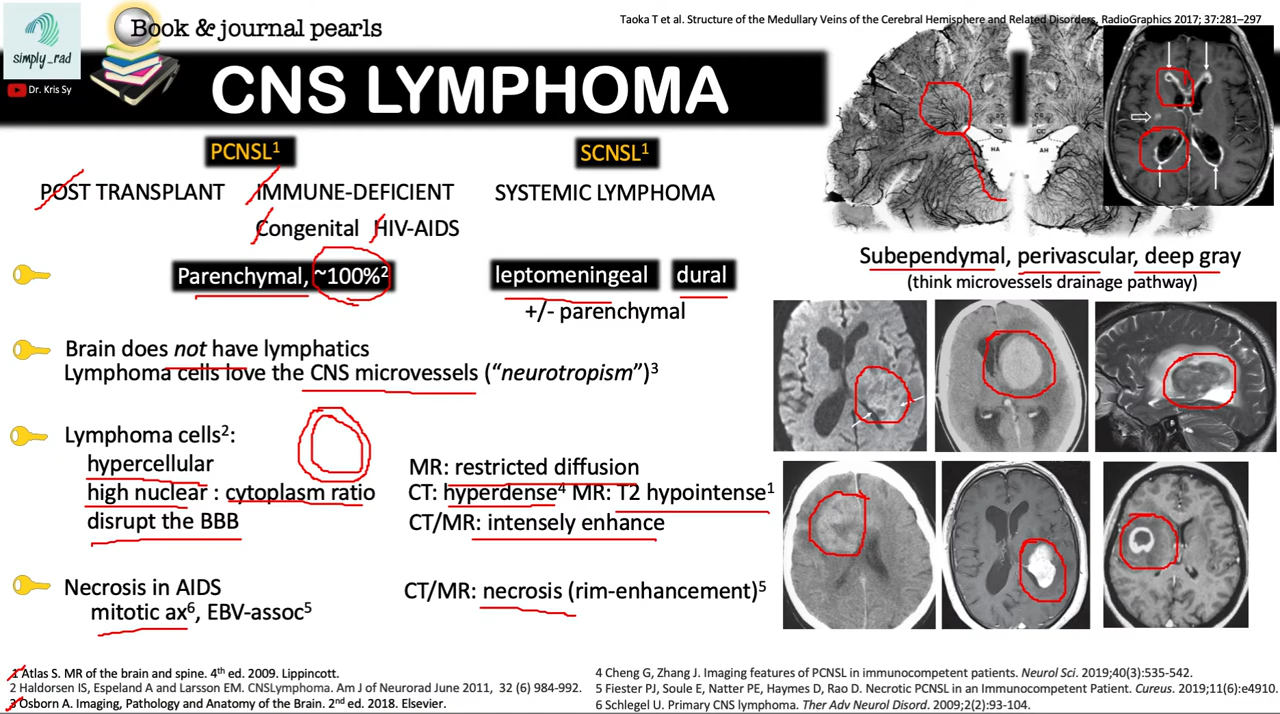 simply_rad
Dr. Kris Sy
Book & journal pearls
CNS LYMPHOMA
Taoka T et al. Structure of the Medullary Veins of the Cerebral Hemisphere and Related Disorders, RadioGraphics 2017; 37:281–297
PCNSL1
SCNSL1
POST TRANSPLANT
IMMUNE-DEFICIENT
SYSTEMIC LYMPHOMA
Congenital
HIV-AIDS
Parenchymal, ~100%2
leptomeningeal
dural
+/- parenchymal
Brain does not have lymphatics
Lymphoma cells love the CNS microvessels (“neurotropism”)3
Lymphoma cells2:
hypercellular
high nuclear : cytoplasm ratio
disrupt the BBB
MR: restricted diffusion
CT: hyperdense4 MR: T2 hypointense1
CT/MR: intensely enhance
Necrosis in AIDS
mitotic ax6, EBV-assoc5
CT/MR: necrosis (rim-enhancement)5
HA
AH
Subependymal, perivascular, deep gray
(think microvessels drainage pathway)
1 Atlas S. MR of the brain and spine. 4th ed. 2009. Lippincott.
2 Haldorsen IS, Espeland A and Larsson EM. CNSLymphoma. Am J of Neurorad June 2011, 32 (6) 984-992.
3 Osborn A. Imaging, Pathology and Anatomy of the Brain. 2nd ed. 2018. Elsevier.
4 Cheng G, Zhang J. Imaging features of PCNSL in immunocompetent patients. Neurol Sci. 2019;40(3):535-542.
5 Fiester PJ, Soule E, Natter PE, Haymes D, Rao D. Necrotic PCNSL in an Immunocompetent Patient. Cureus. 2019;11(6):e4910.
6 Schlegel U. Primary CNS lymphoma. Ther Adv Neurol Disord. 2009;2(2):93-104.